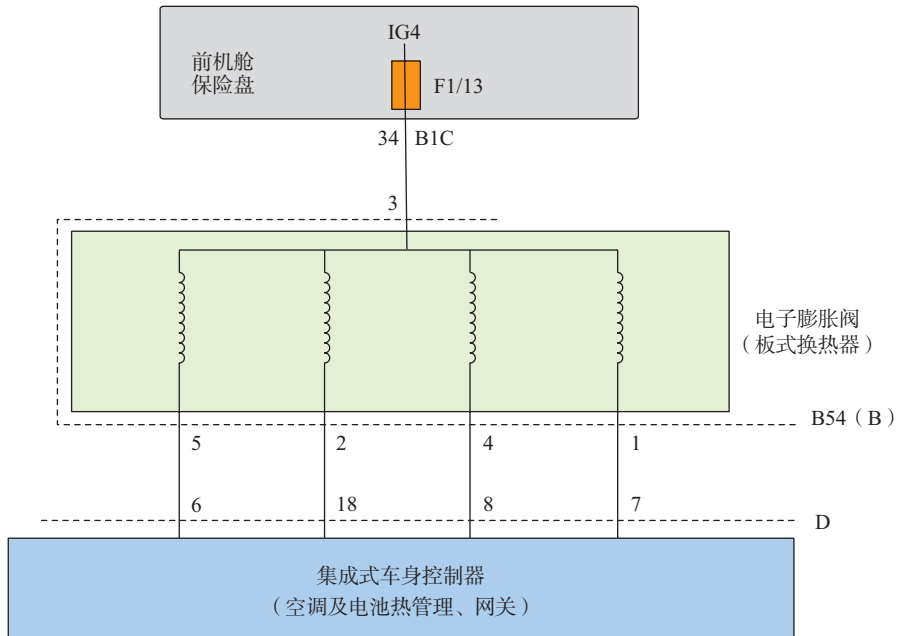 IG4
前机舱
保险盘
F1/13
34 B1C
3
电子膨胀阀
（板式换热器）
B54（B）
5 2 4 1
6 18 8 7
D
集成式车身控制器
（空调及电池热管理、网关）